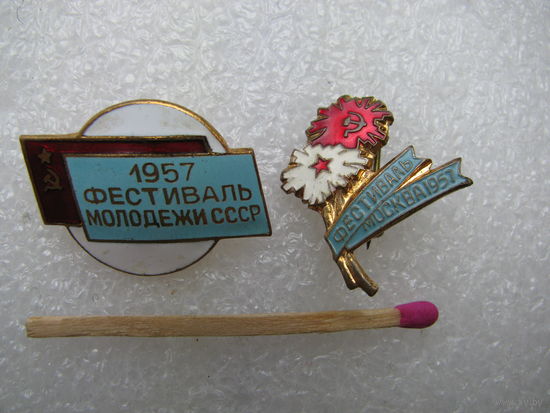 1957
ФЕСТИВАЛЬ
МОЛОДЕЖИ СССР
ФЕСТИВАЛЬ
МОСКВА 1957